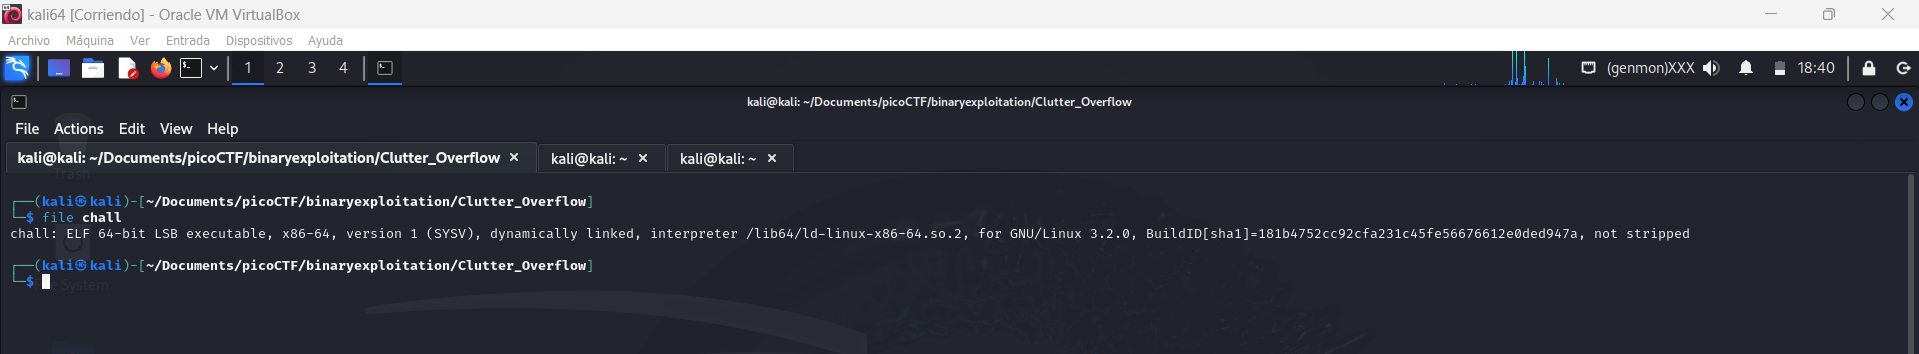 kali64 [Corriendo] - Oracle VM VirtualBox
Archivo Máquina Ver Entrada Dispositivos Ayuda
1 2 3 4 (genmon)XXX 18:40
kali@kali: ~/Documents/picoCTF/binaryexploitation/Clutter_Overflow
File Actions Edit View Help
kali@kali: ~/Documents/picoCTF/binaryexploitation/Clutter_Overflow × kali@kali: ~ × kali@kali: ~ ×
Trash
┌──(kali㉿kali)-[~/Documents/picoCTF/binaryexploitation/Clutter_Overflow]
└─$ file chall
chall: ELF 64-bit LSB executable, x86-64, version 1 (SYSV), dynamically linked, interpreter /lib64/ld-linux-x86-64.so.2, for GNU/Linux 3.2.0, BuildID[sha1]=181b4752cc92cfa231c45fe56676612e0ded947a, not stripped
┌──(kali㉿kali)-[~/Documents/picoCTF/binaryexploitation/Clutter_Overflow]
└─$
System